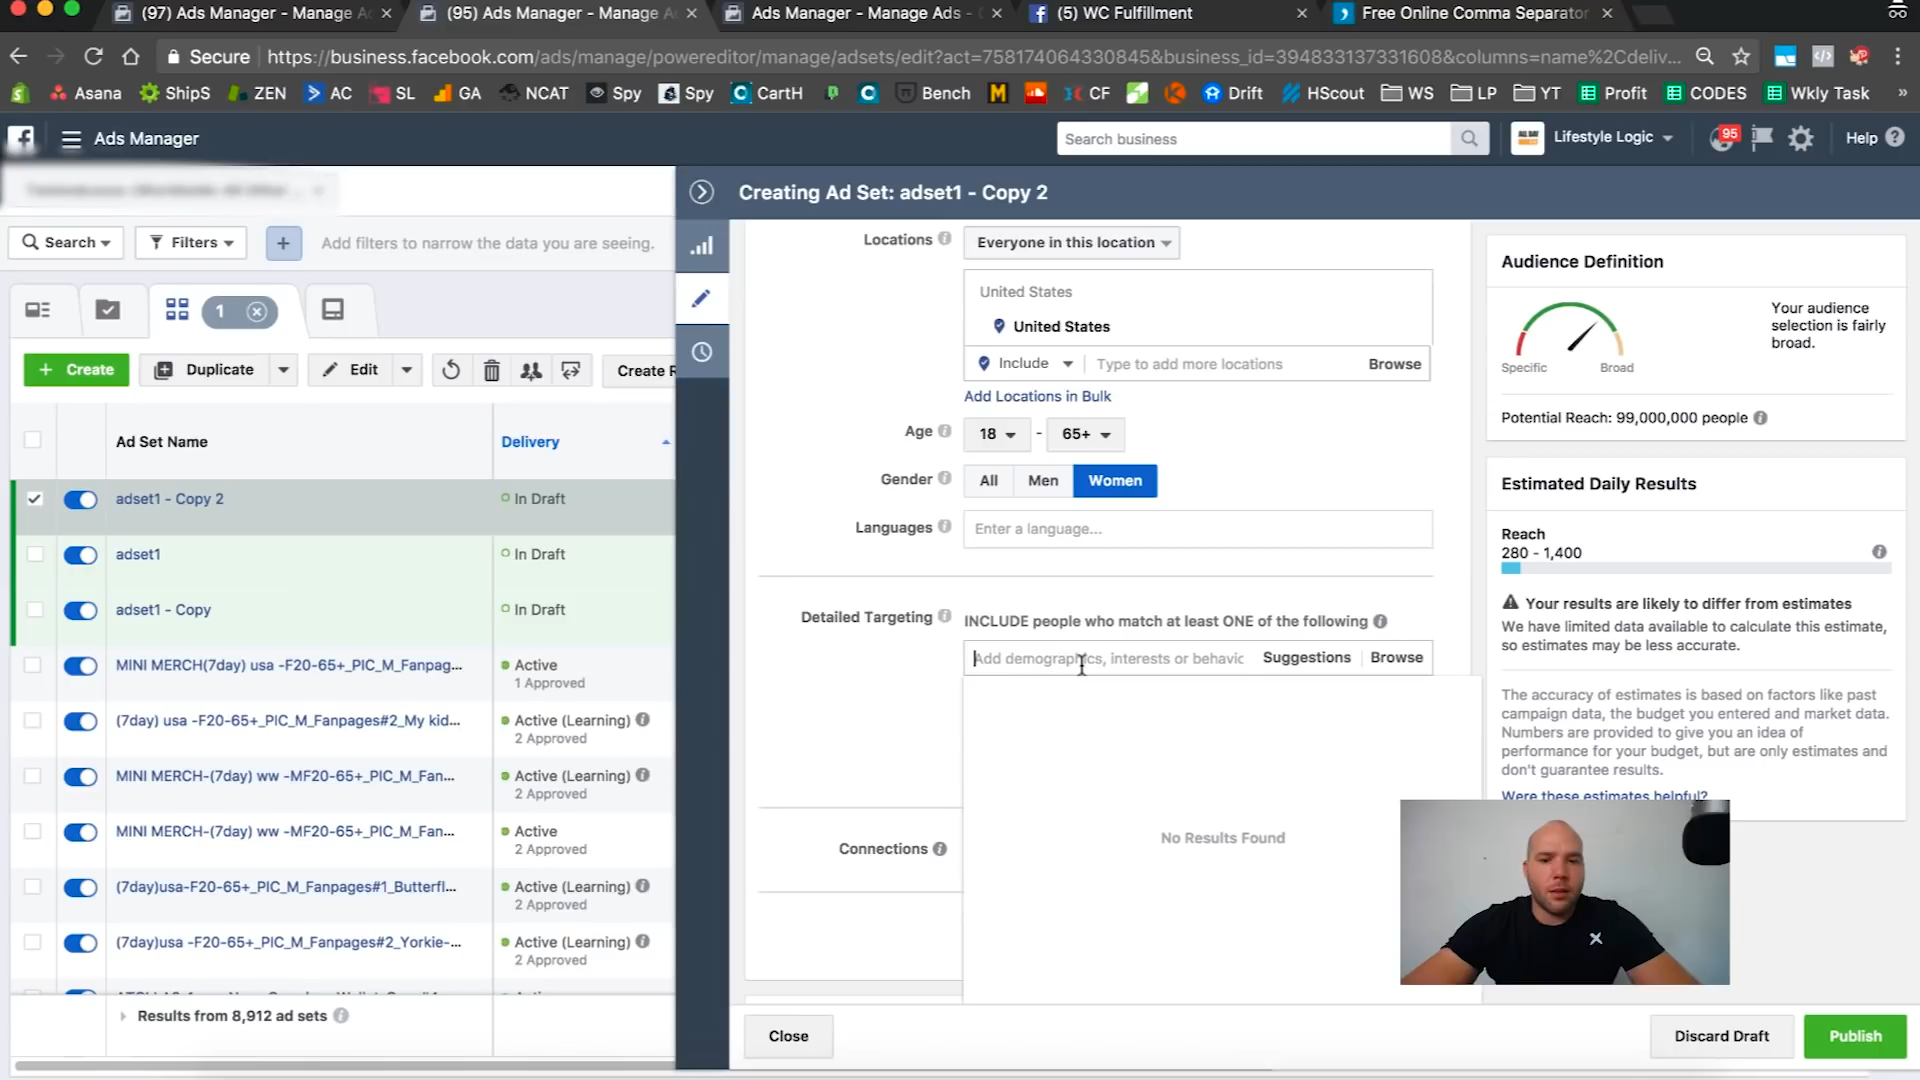 (97) Ads Manager - Manage A
(95) Ads Manager - Manage A
Ads Manager - Manage Ads -
(5) WC Fulfillment
Free Online Comma Separator
Secure
https://business.facebook.com/ads/manage/powereditor/manage/adsets/edit?act=758174064330845&business_id=394833137331608&columns=name%2Cdeliv...
Asana
ShipS
ZEN
AC
SL
GA
NCAT
Spy
Spy
CartH
Bench
CF
Drift
HScout
WS
LP
YT
Profit
CODES
Wkly Task
Ads Manager
Search business
Lifestyle Logic
95
Help
Creating Ad Set: adset1 - Copy 2
Search
Filters
Add filters to narrow the data you are seeing.
1
Create
Duplicate
Edit
Create R
Ad Set Name
Delivery
adset1 - Copy 2
In Draft
adset1
In Draft
adset1 - Copy
In Draft
MINI MERCH(7day) usa -F20-65+_PIC_M_Fanpag...
Active
1 Approved
(7day) usa -F20-65+_PIC_M_Fanpages#2_My kid...
Active (Learning)
2 Approved
MINI MERCH-(7day) ww -MF20-65+_PIC_M_Fan...
Active (Learning)
2 Approved
MINI MERCH-(7day) ww -MF20-65+_PIC_M_Fan...
Active
2 Approved
(7day)usa-F20-65+_PIC_M_Fanpages#1_Butterfl...
Active (Learning)
2 Approved
(7day)usa -F20-65+_PIC_M_Fanpages#2_Yorkie-...
Active (Learning)
2 Approved
Results from 8,912 ad sets
Locations
Everyone in this location
United States
United States
Include
Type to add more locations
Browse
Add Locations in Bulk
Age
18
-
65+
Gender
All
Men
Women
Languages
Enter a language...
Detailed Targeting
INCLUDE people who match at least ONE of the following
Add demographics, interests or behavic
Suggestions
Browse
No Results Found
Connections
Close
Discard Draft
Publish
Audience Definition
Your audience
selection is fairly
broad.
Specific
Broad
Potential Reach: 99,000,000 people
Estimated Daily Results
Reach
280 - 1,400
Your results are likely to differ from estimates
We have limited data available to calculate this estimate,
so estimates may be less accurate.
The accuracy of estimates is based on factors like past
campaign data, the budget you entered and market data.
Numbers are provided to give you an idea of
performance for your budget, but are only estimates and
don't guarantee results.
Were these estimates helpful?